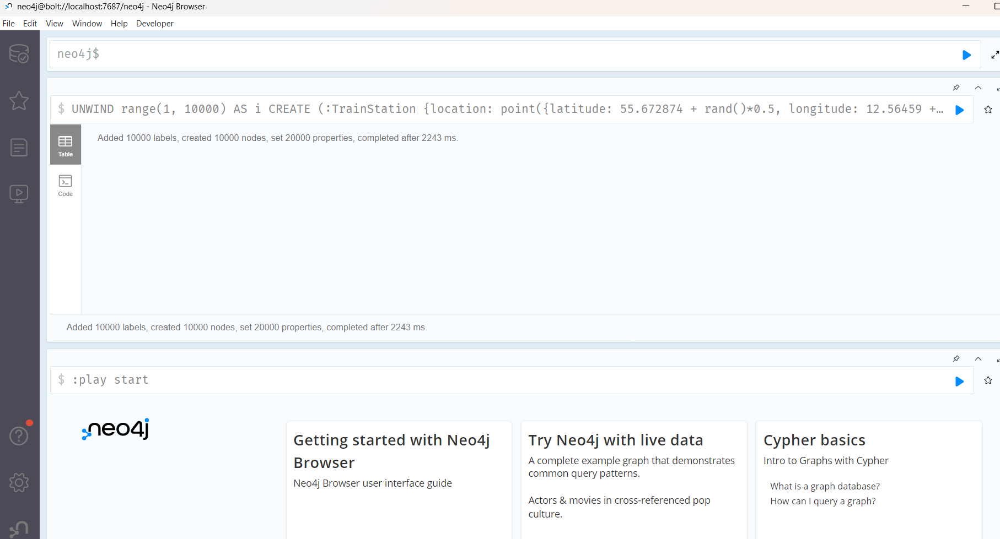 neo4j@bolt://localhost:7687/neo4j - Neo4j Browser
File Edit View Window Help Developer
neo4j$
$ UNWIND range(1, 10000) AS i CREATE (:TrainStation {location: point({latitude: 55.672874 + rand()*0.5, longitude: 12.56459 +…
Table
Added 10000 labels, created 10000 nodes, set 20000 properties, completed after 2243 ms.
Code
Added 10000 labels, created 10000 nodes, set 20000 properties, completed after 2243 ms.
$ :play start
neo4j
Getting started with Neo4j
Browser
Neo4j Browser user interface guide
Try Neo4j with live data
A complete example graph that demonstrates
common query patterns.
Actors & movies in cross-referenced pop
culture.
Cypher basics
Intro to Graphs with Cypher
What is a graph database?
How can I query a graph?